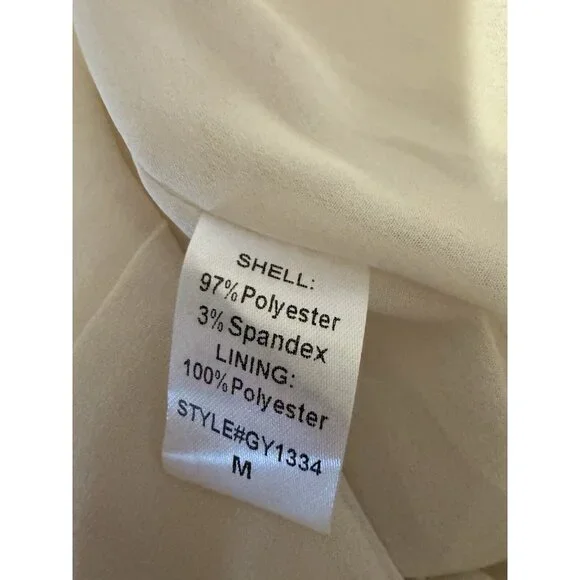 SHELL:
97%Polyester
3%Spandex
LINING:
100%Polyester
STYLE#GY1334
M